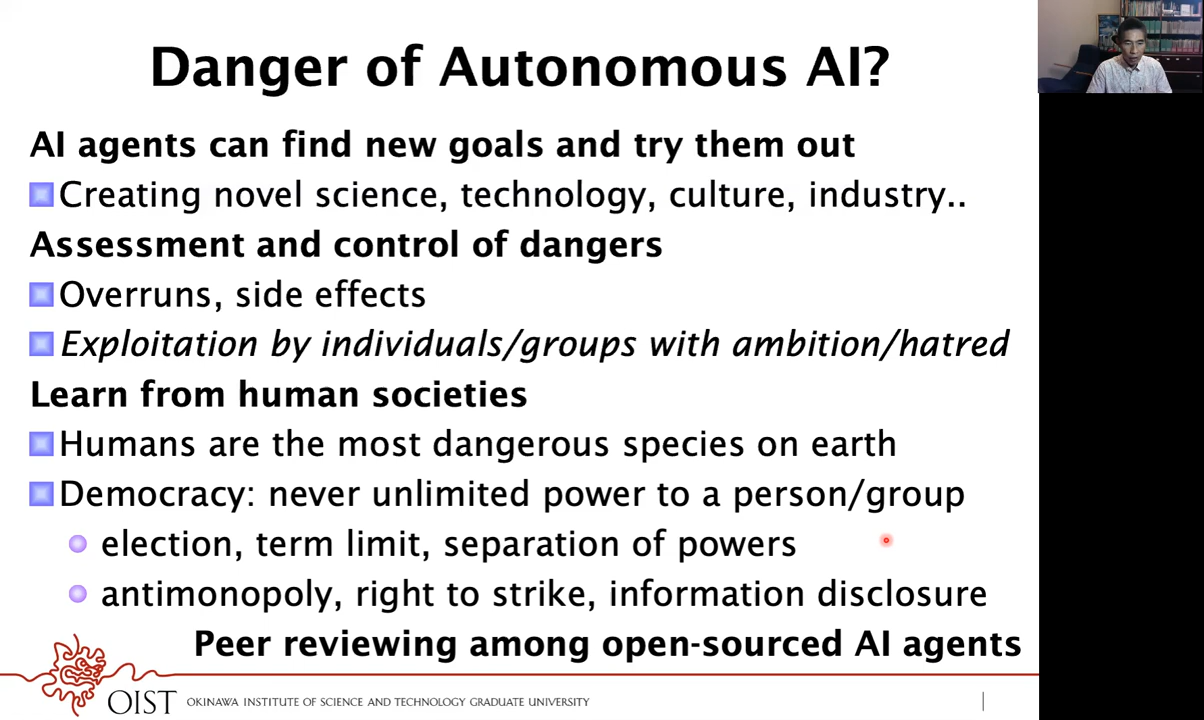 Danger of Autonomous AI?
AI agents can find new goals and try them out
Creating novel science, technology, culture, industry..
Assessment and control of dangers
Overruns, side effects
Exploitation by individuals/groups with ambition/hatred
Learn from human societies
Humans are the most dangerous species on earth
Democracy: never unlimited power to a person/group
election, term limit, separation of powers
antimonopoly, right to strike, information disclosure
Peer reviewing among open-sourced AI agents
OIST OKINAWA INSTITUTE OF SCIENCE AND TECHNOLOGY GRADUATE UNIVERSITY